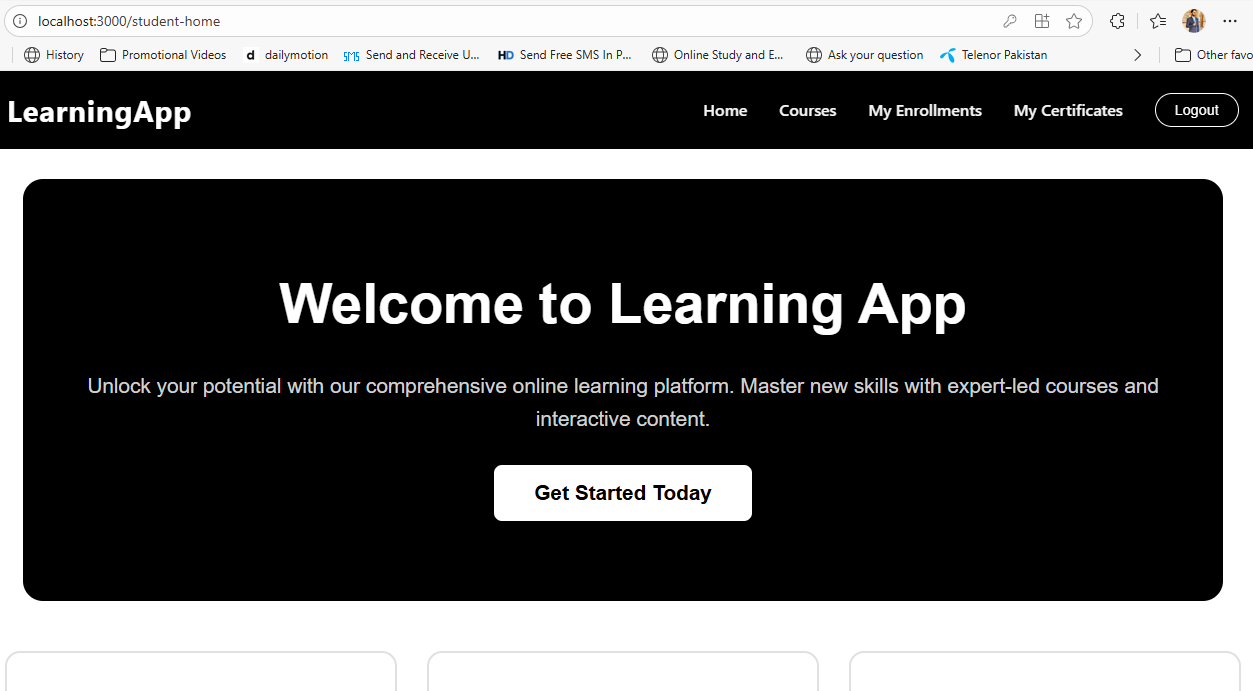 localhost:3000/student-home
History Promotional Videos d dailymotion SMS Send and Receive U... HD Send Free SMS In P... Online Study and E... Ask your question Telenor Pakistan Other favo
LearningApp Home Courses My Enrollments My Certificates Logout
Welcome to Learning App
Unlock your potential with our comprehensive online learning platform. Master new skills with expert-led courses and
interactive content.
Get Started Today